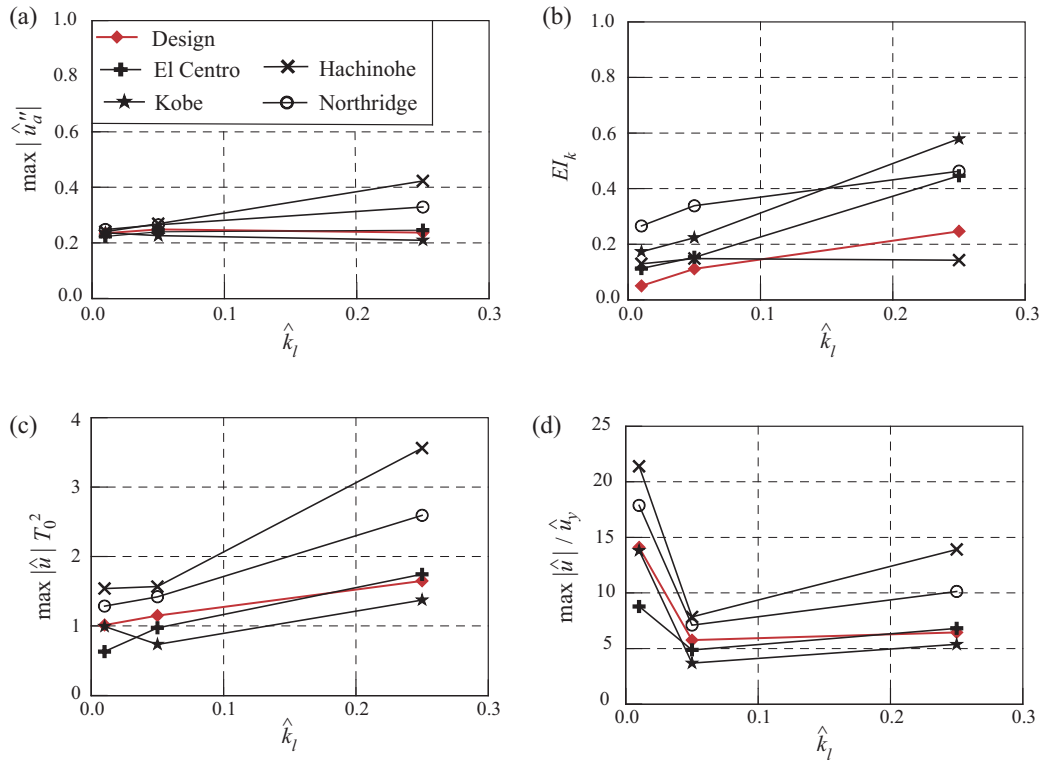 (a)
1.0
0.8
0.6
0.4
0.2
0.0
max | û″ₐ |
Design
El Centro
Kobe
Hachinohe
Northridge
0.0 0.1 0.2 0.3
k̂ₗ
(b)
1.0
0.8
0.6
0.4
0.2
0.0
EIₖ
0.0 0.1 0.2 0.3
k̂ₗ
(c)
4
3
2
1
0
max |û| T₀²
0.0 0.1 0.2 0.3
k̂ₗ
(d)
25
20
15
10
5
0
max |û| / ûᵧ
0.0 0.1 0.2 0.3
k̂ₗ